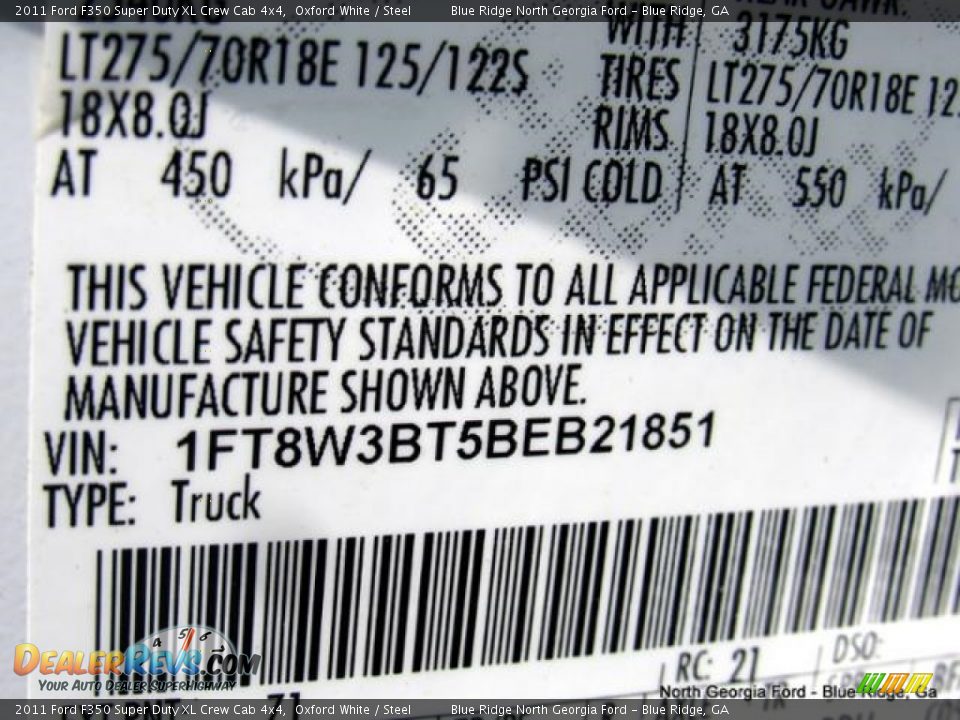 2011 Ford F350 Super Duty XL Crew Cab 4x4, Oxford White / Steel Blue Ridge North Georgia Ford - Blue Ridge, GA
WITH 3175KG
LT275/70R18E 125/122S TIRES LT275/70R18E
18X8.0J RIMS 18X8.0J
AT 450 kPa/ 65 PSI COLD AT 550 kPa/
THIS VEHICLE CONFORMS TO ALL APPLICABLE FEDERAL
VEHICLE SAFETY STANDARDS IN EFFECT ON THE DATE OF
MANUFACTURE SHOWN ABOVE.
VIN: 1FT8W3BT5BEB21851
TYPE: Truck
RC: 21 DSO:
4 5 6
DealerRevs.com
Your Auto Dealer SuperHighway
North Georgia Ford - Blue Ridge, Ga
2011 Ford F350 Super Duty XL Crew Cab 4x4, Oxford White / Steel Blue Ridge North Georgia Ford - Blue Ridge, GA